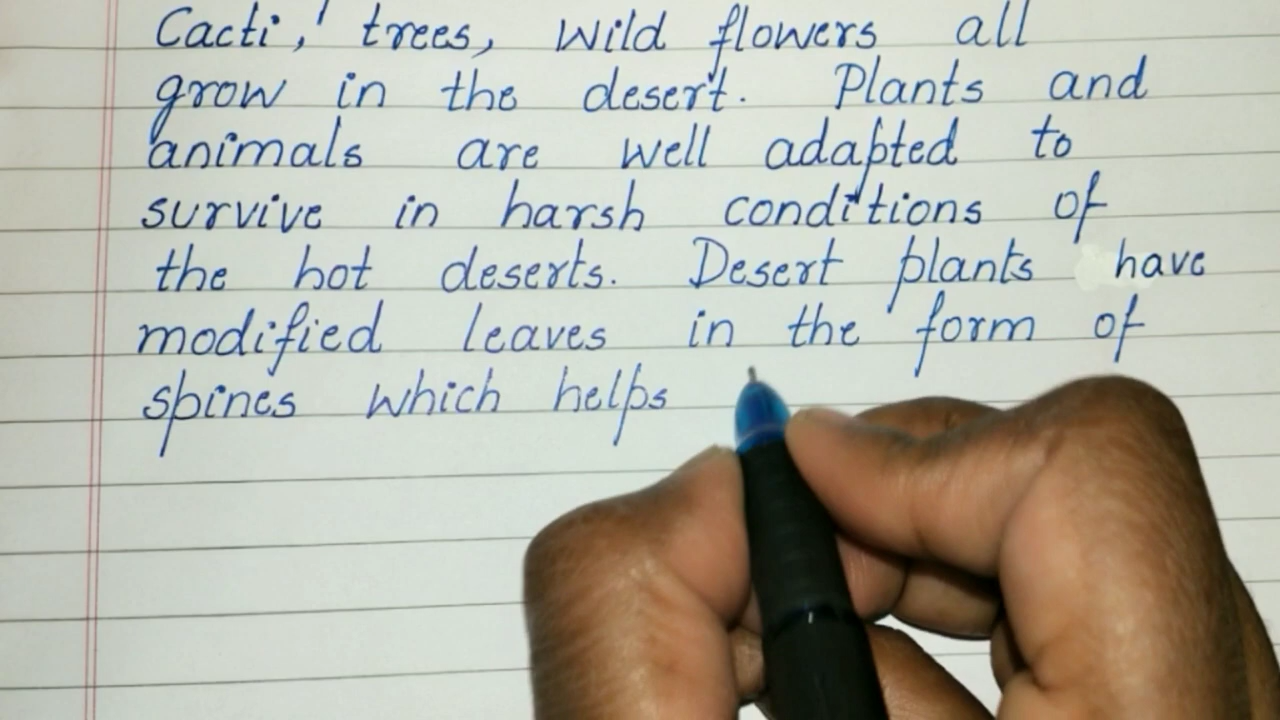 Cacti, trees, wild flowers all
grow in the desert. Plants and
animals are well adapted to
survive in harsh conditions of
the hot deserts. Desert plants have
modified leaves in the form of
spines which helps